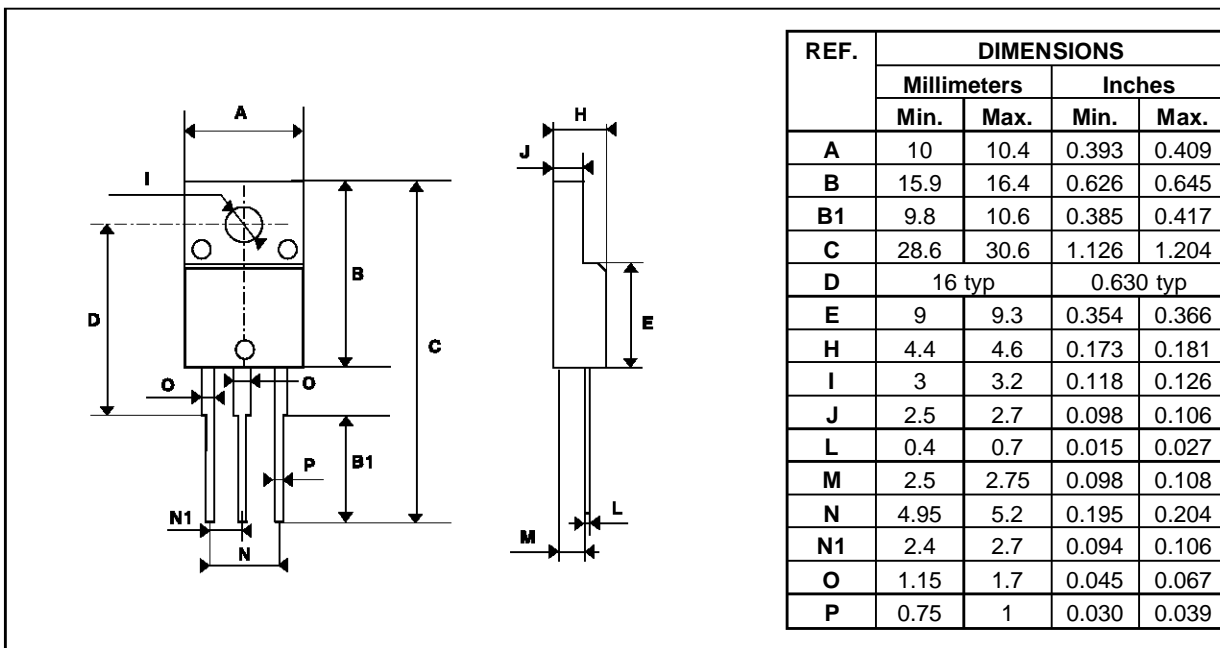 A
I
B
D
C
O
O
P
B1
N1
N
H
J
E
L
M
REF. DIMENSIONS
Millimeters Inches
Min. Max. Min. Max.
A 10 10.4 0.393 0.409
B 15.9 16.4 0.626 0.645
B1 9.8 10.6 0.385 0.417
C 28.6 30.6 1.126 1.204
D 16 typ 0.630 typ
E 9 9.3 0.354 0.366
H 4.4 4.6 0.173 0.181
I 3 3.2 0.118 0.126
J 2.5 2.7 0.098 0.106
L 0.4 0.7 0.015 0.027
M 2.5 2.75 0.098 0.108
N 4.95 5.2 0.195 0.204
N1 2.4 2.7 0.094 0.106
O 1.15 1.7 0.045 0.067
P 0.75 1 0.030 0.039